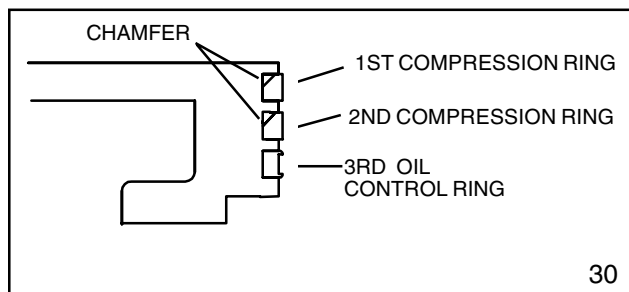 CHAMFER
1ST COMPRESSION RING
2ND COMPRESSION RING
3RD OIL
CONTROL RING
30